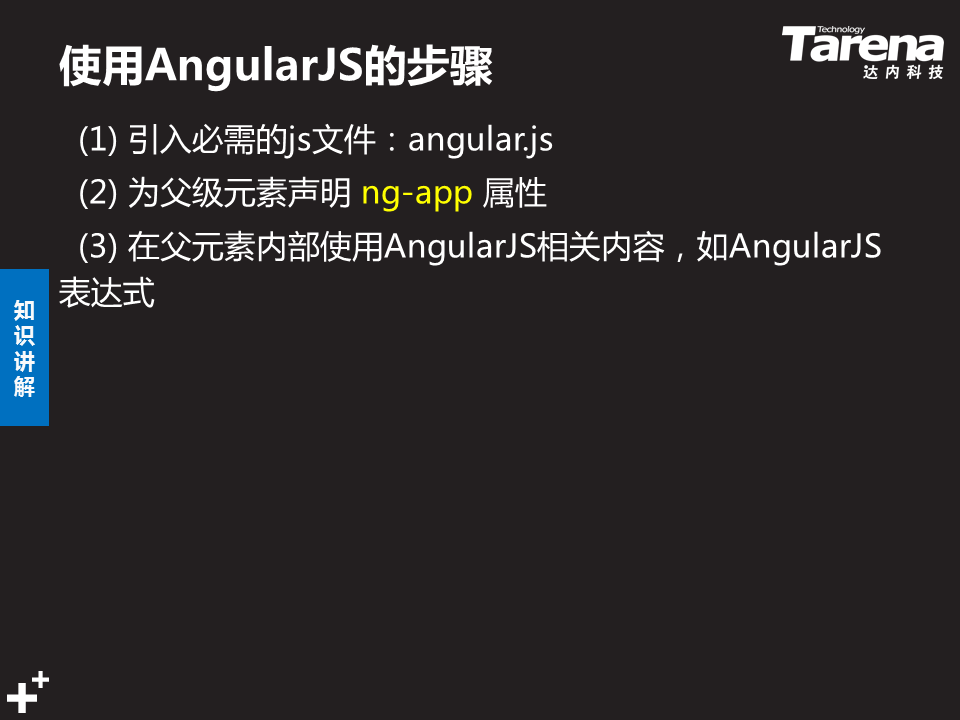 使用AngularJS的步骤
Technology
Tarena
达内科技
(1) 引入必需的js文件：angular.js
(2) 为父级元素声明 ng-app 属性
(3) 在父元素内部使用AngularJS相关内容，如AngularJS
表达式
知
识
讲
解